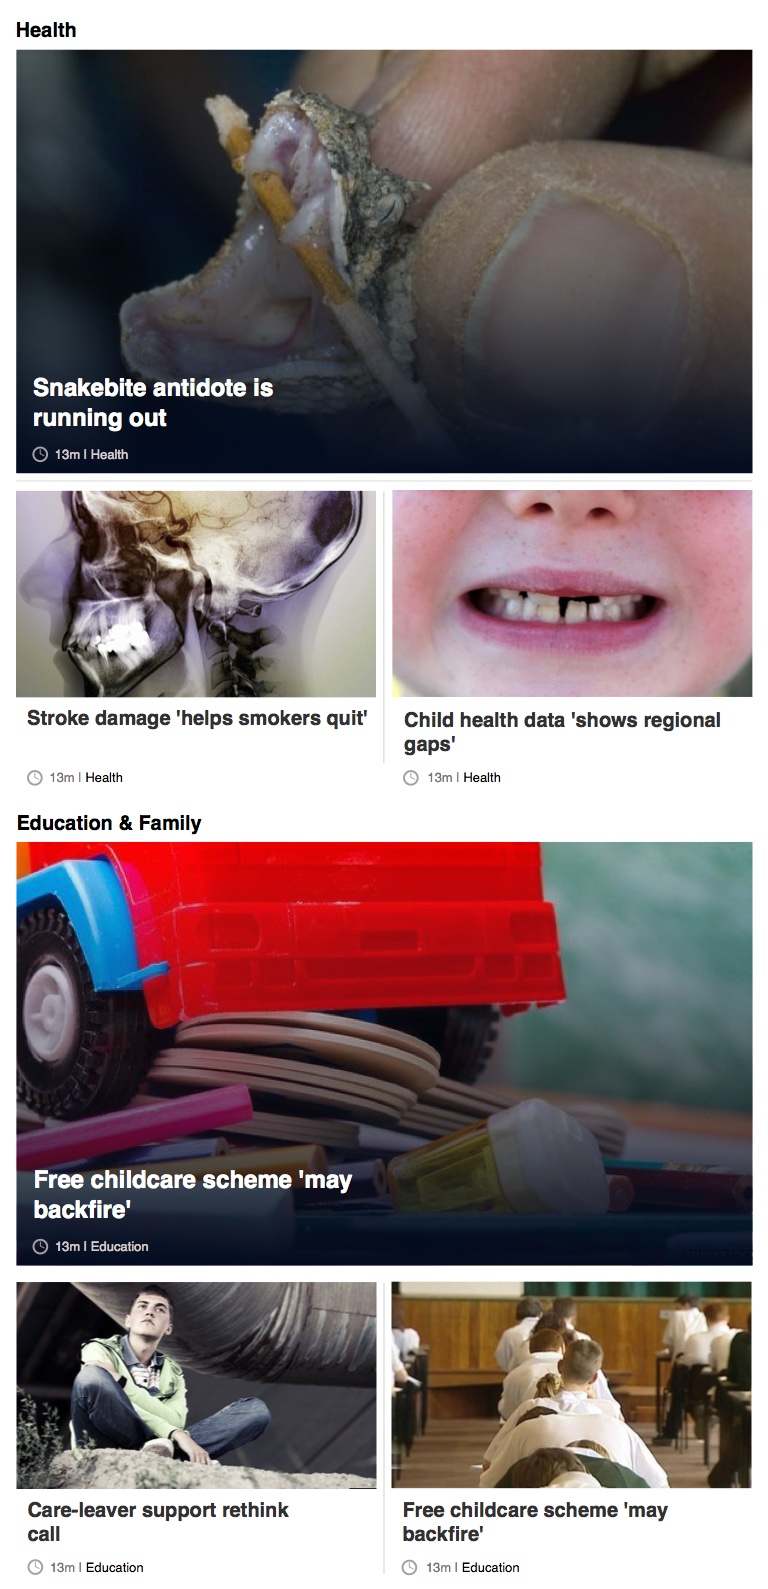 Health
Snakebite antidote is
running out
13m | Health
Stroke damage 'helps smokers quit'
13m | Health
Child health data 'shows regional
gaps'
13m | Health
Education & Family
Free childcare scheme 'may
backfire'
13m | Education
Care-leaver support rethink
call
13m | Education
Free childcare scheme 'may
backfire'
13m | Education